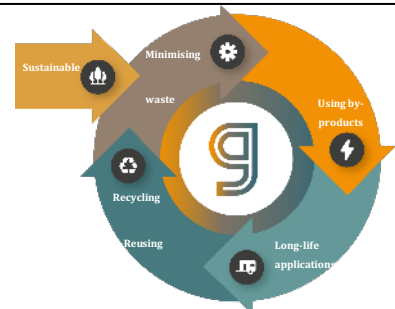 Sustainable
Minimising
waste
Using by-
products
Long-life
applications
Recycling
Reusing